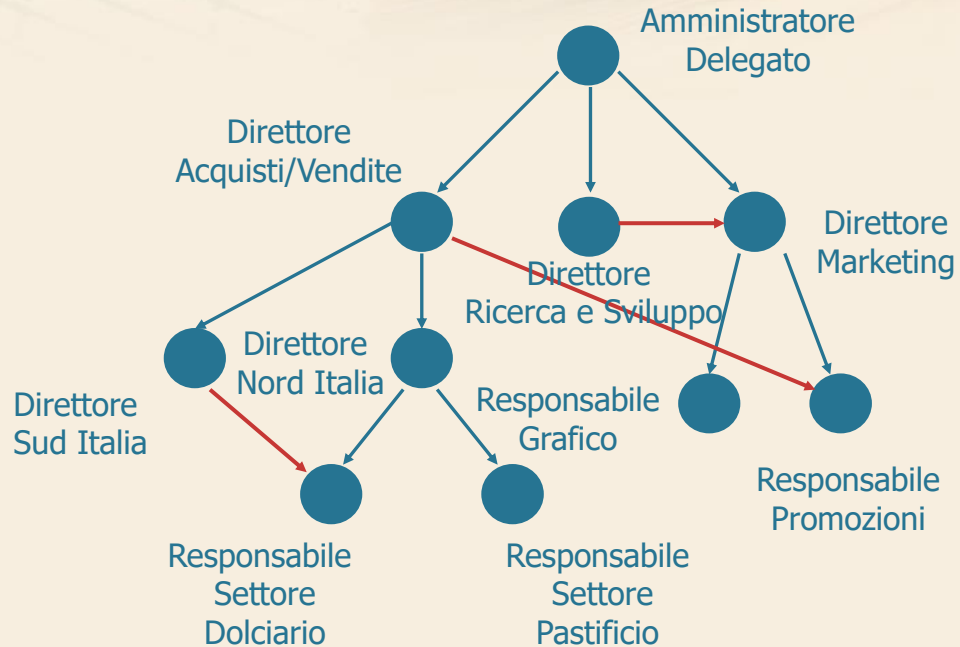 Amministratore
Delegato
Direttore
Acquisti/Vendite
Direttore
Marketing
Direttore
Ricerca e Sviluppo
Direttore
Nord Italia
Direttore
Sud Italia
Responsabile
Grafico
Responsabile
Promozioni
Responsabile
Settore
Dolciario
Responsabile
Settore
Pastificio